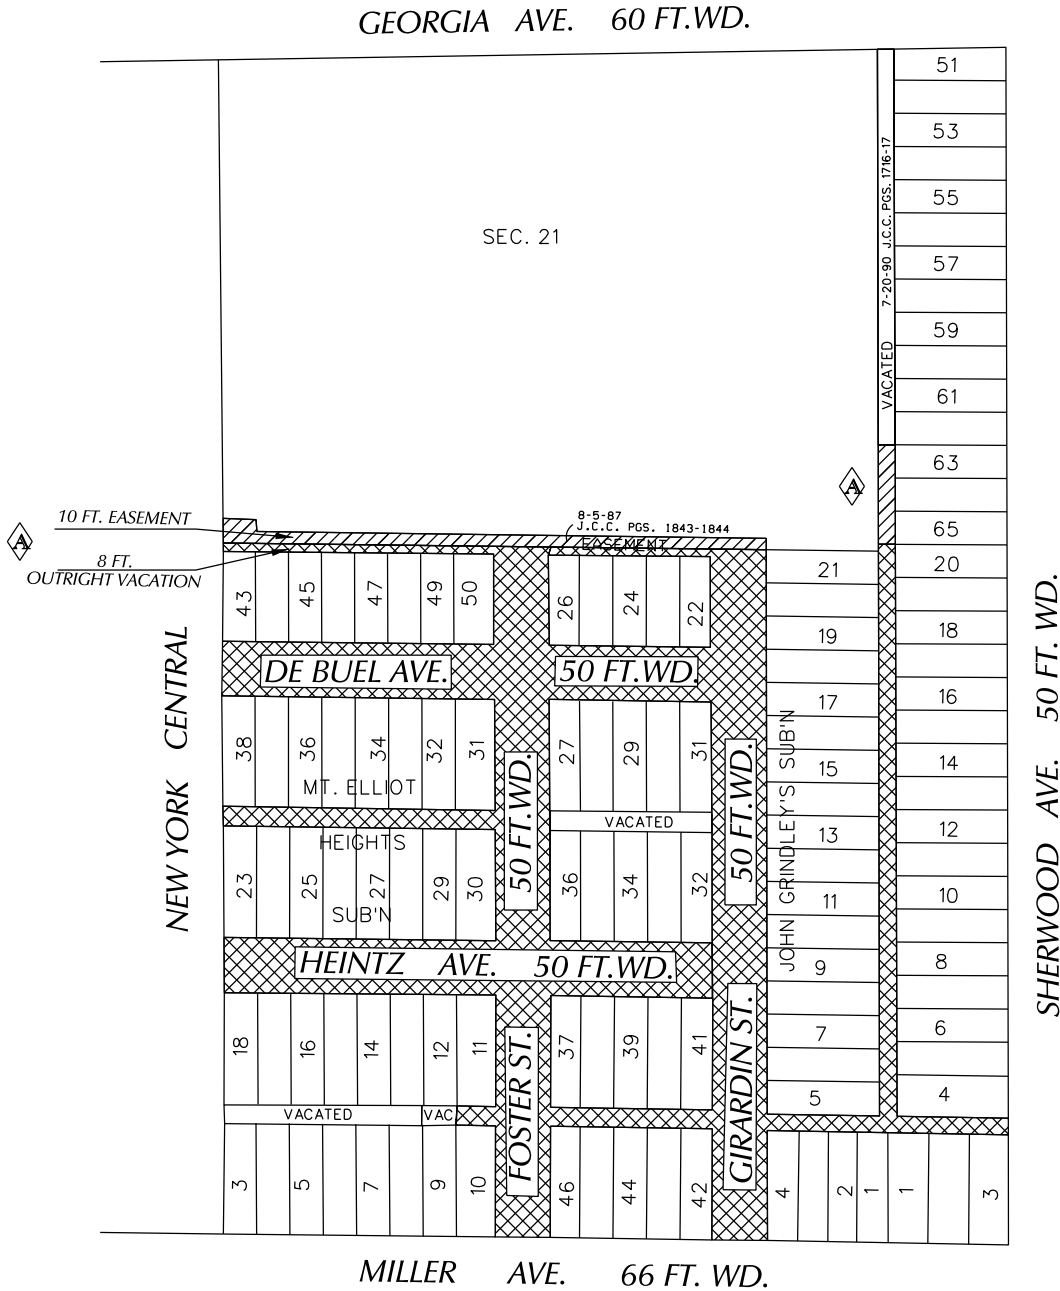 GEORGIA AVE. 60 FT.WD.
51
53
55
57
59
61
63
65
7-20-90 J.C.C. PGS. 1716-17
VACATED
SEC. 21
A
A
10 FT. EASEMENT
8 FT.
OUTRIGHT VACATION
8-5-87
J.C.C. PGS. 1843-1844
EASEMENT
43 45 47 49 50
26 24 22
DE BUEL AVE. 50 FT.WD.
38 36 34 32 31
27 29 31
MT. ELLIOT
HEIGHTS
SUB'N
VACATED
23 25 27 29 30
36 34 32
HEINTZ AVE. 50 FT.WD.
18 16 14 12 11
37 39 41
VACATED VAC
3 5 7 9 10
46 44 42
4 2 1 1 3
50 FT.WD.
FOSTER ST.
50 FT.WD.
GIRARDIN ST.
JOHN GRINDLEY'S SUB'N
21
19
17
15
13
11
9
7
5
20
18
16
14
12
10
8
6
4
NEW YORK CENTRAL
SHERWOOD AVE. 50 FT. WD.
MILLER AVE. 66 FT. WD.